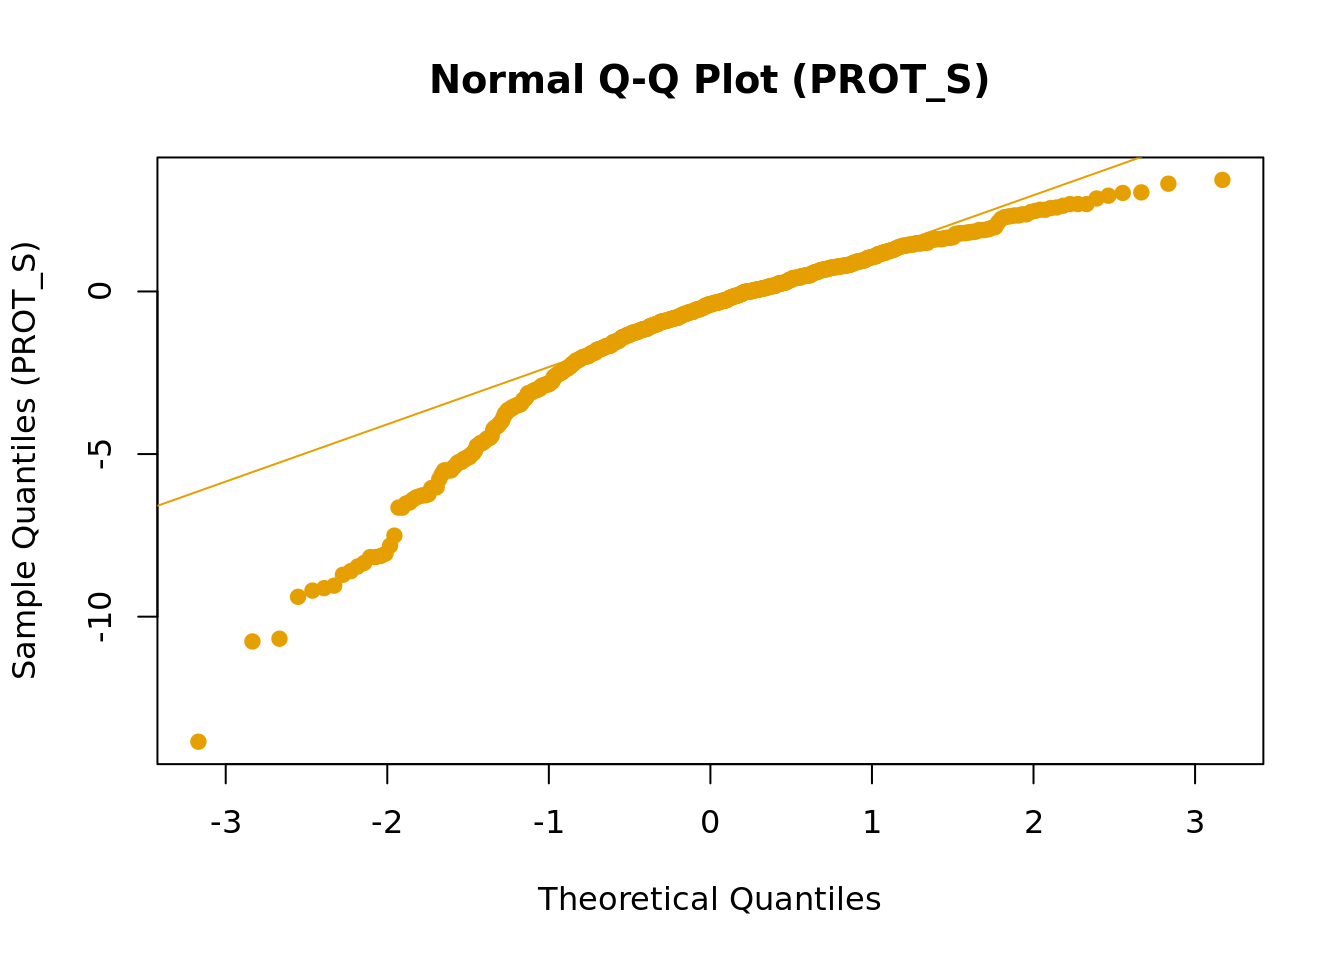 Normal Q-Q Plot (PROT_S)
Sample Quantiles (PROT_S)
0
-5
-10
-3 -2 -1 0 1 2 3
Theoretical Quantiles